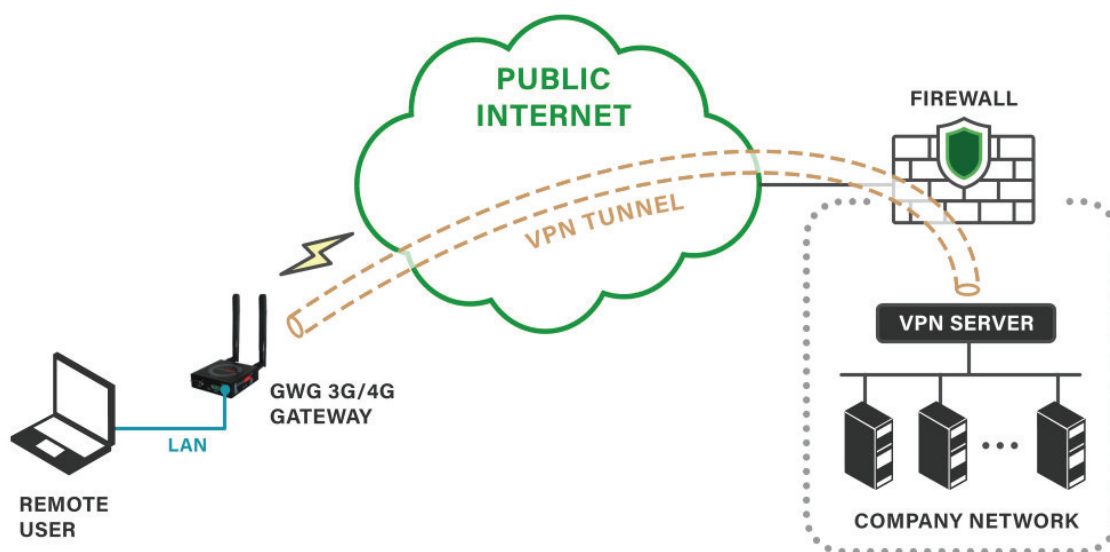 PUBLIC
INTERNET
FIREWALL
VPN TUNNEL
VPN SERVER
GWG 3G/4G
GATEWAY
LAN
REMOTE
USER
COMPANY NETWORK